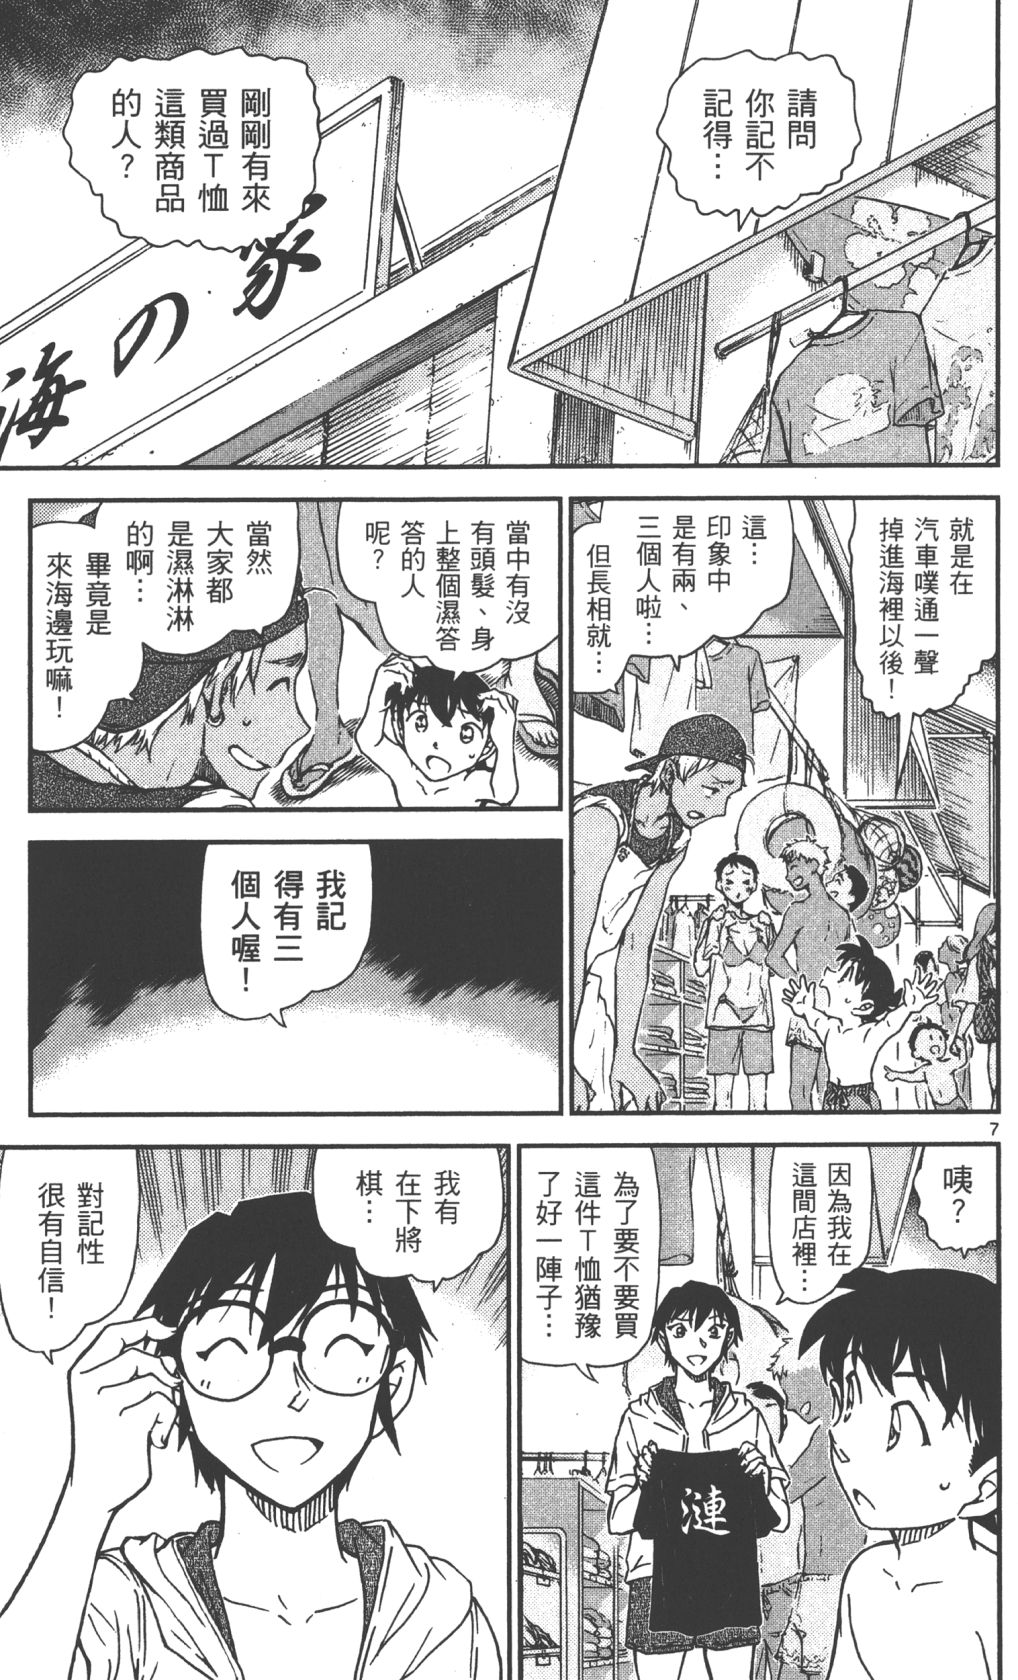 請問
你記不
記得…
剛剛有來
買過T恤
這類商品
的人？
海の家
就是在
汽車噗通一聲
掉進海裡以後！
這…
印象中
是有兩、
三個人啦…
但長相就…
當中有沒
有頭髮、身
上整個濕答
答的人
呢？
當然
大家都
是濕淋淋
的啊…
畢竟是
來海邊玩嘛！
我記
得有三
個人喔！
7
咦？
因為我在
這間店裡…
為了要不要買
這件T恤猶豫
了好一陣子…
漣
我有
在下將
棋…
對記性
很有自信！